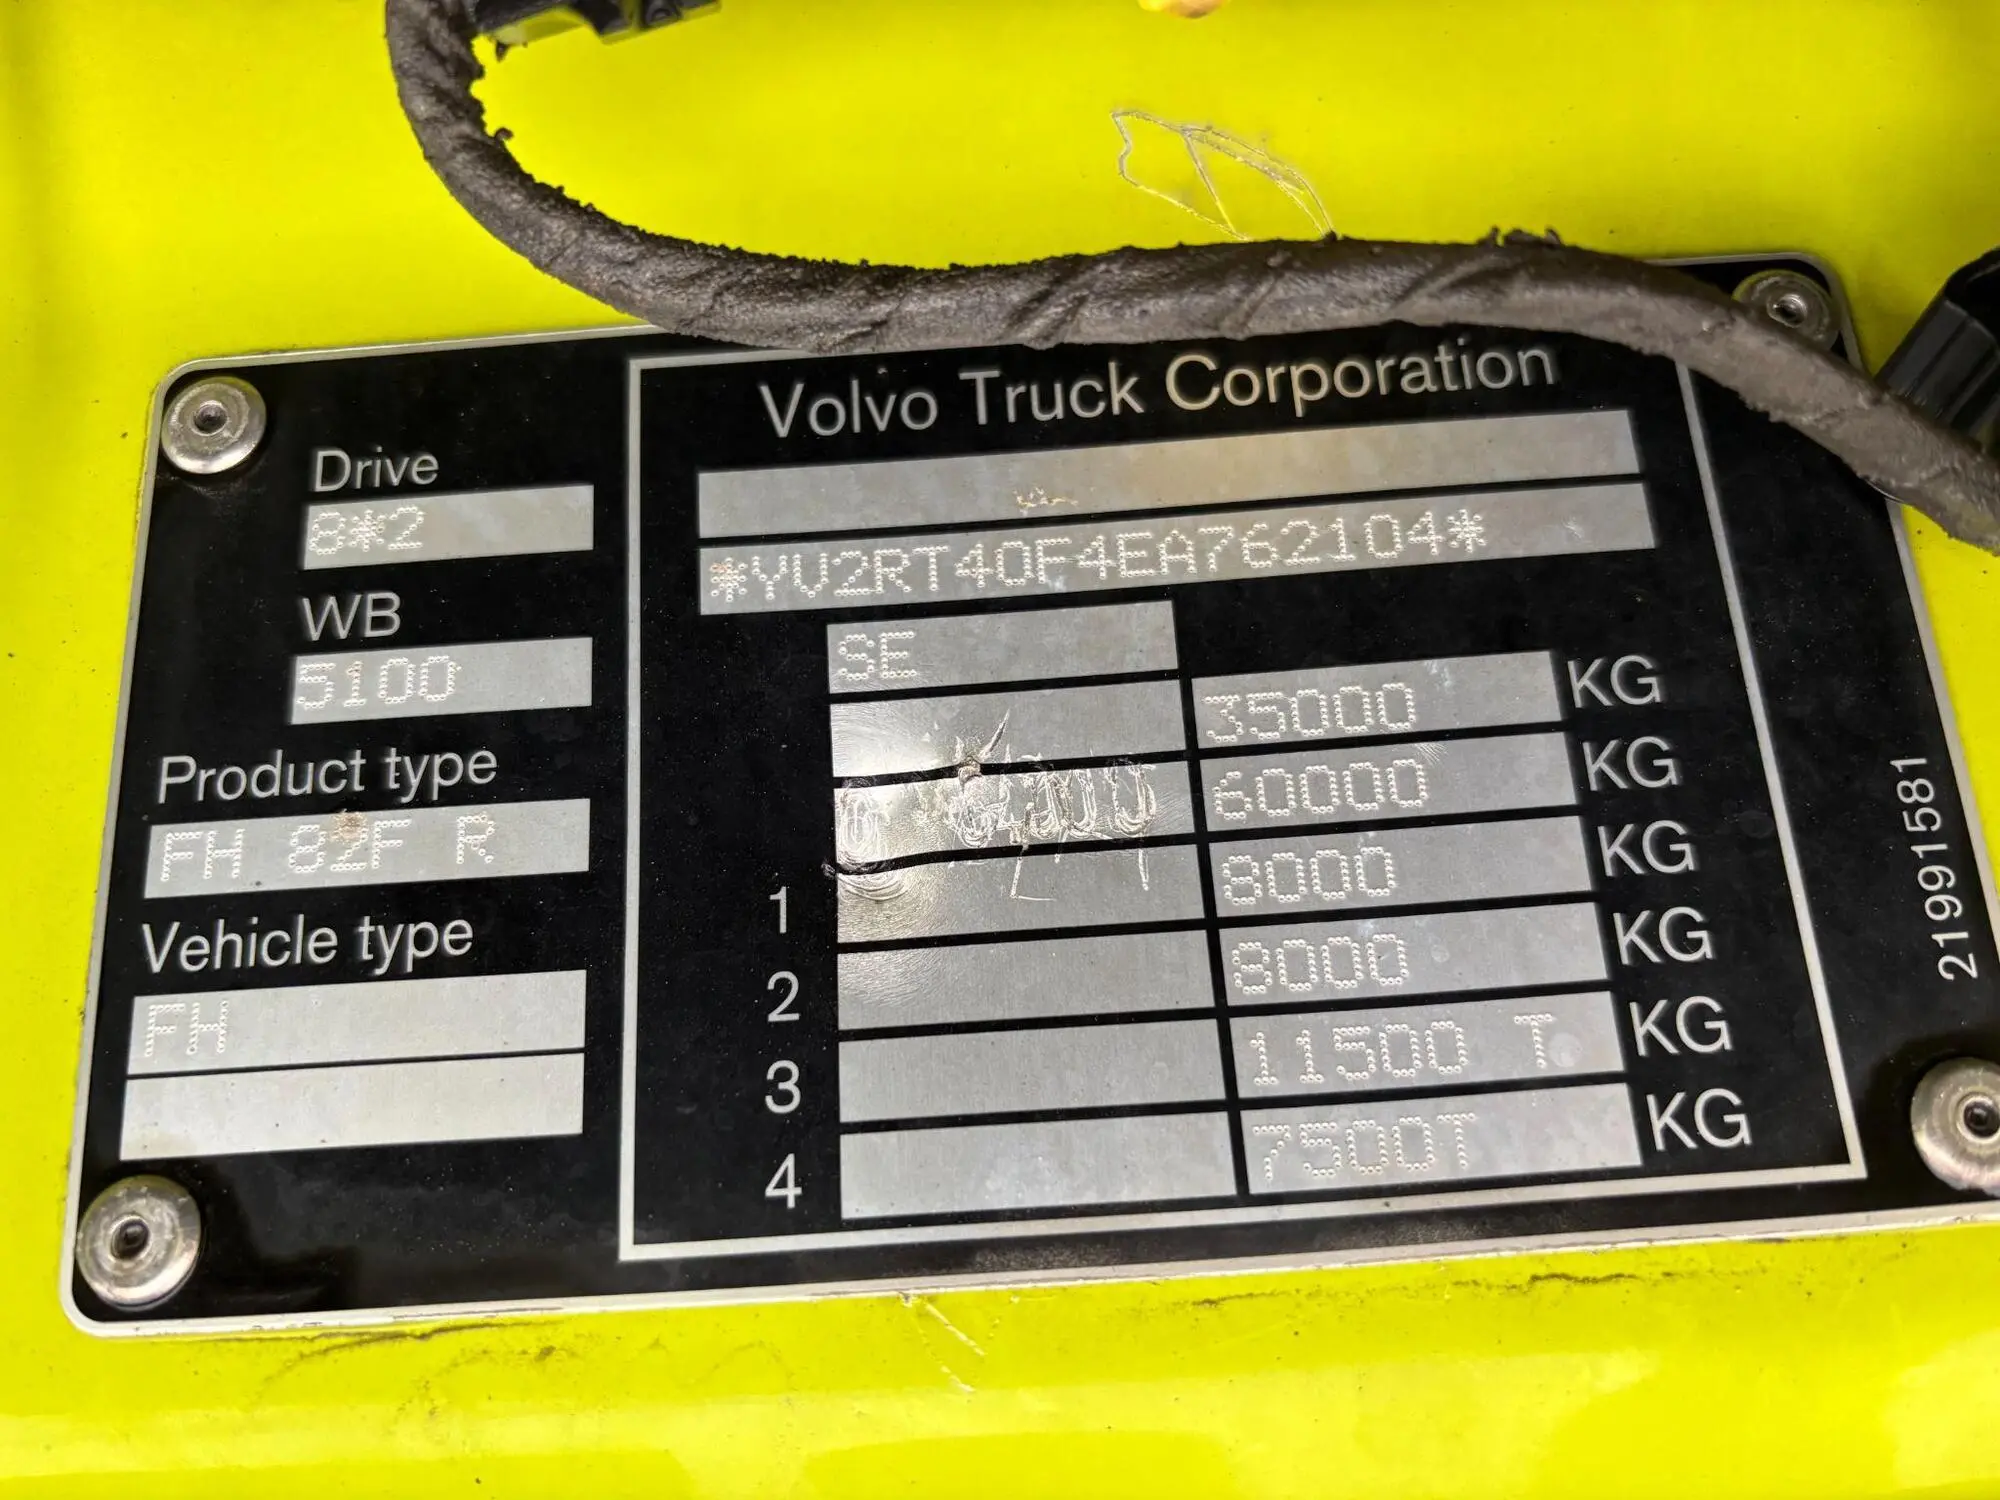 Volvo Truck Corporation
Drive
8*2
WB
5100
Product type
FH 82F R
Vehicle type
FH
*YV2RT40F4EA762104*
SE
35000 KG
60000 KG
1 8000 KG
2 8000 KG
3 11500 T KG
4 7500T KG
21991581